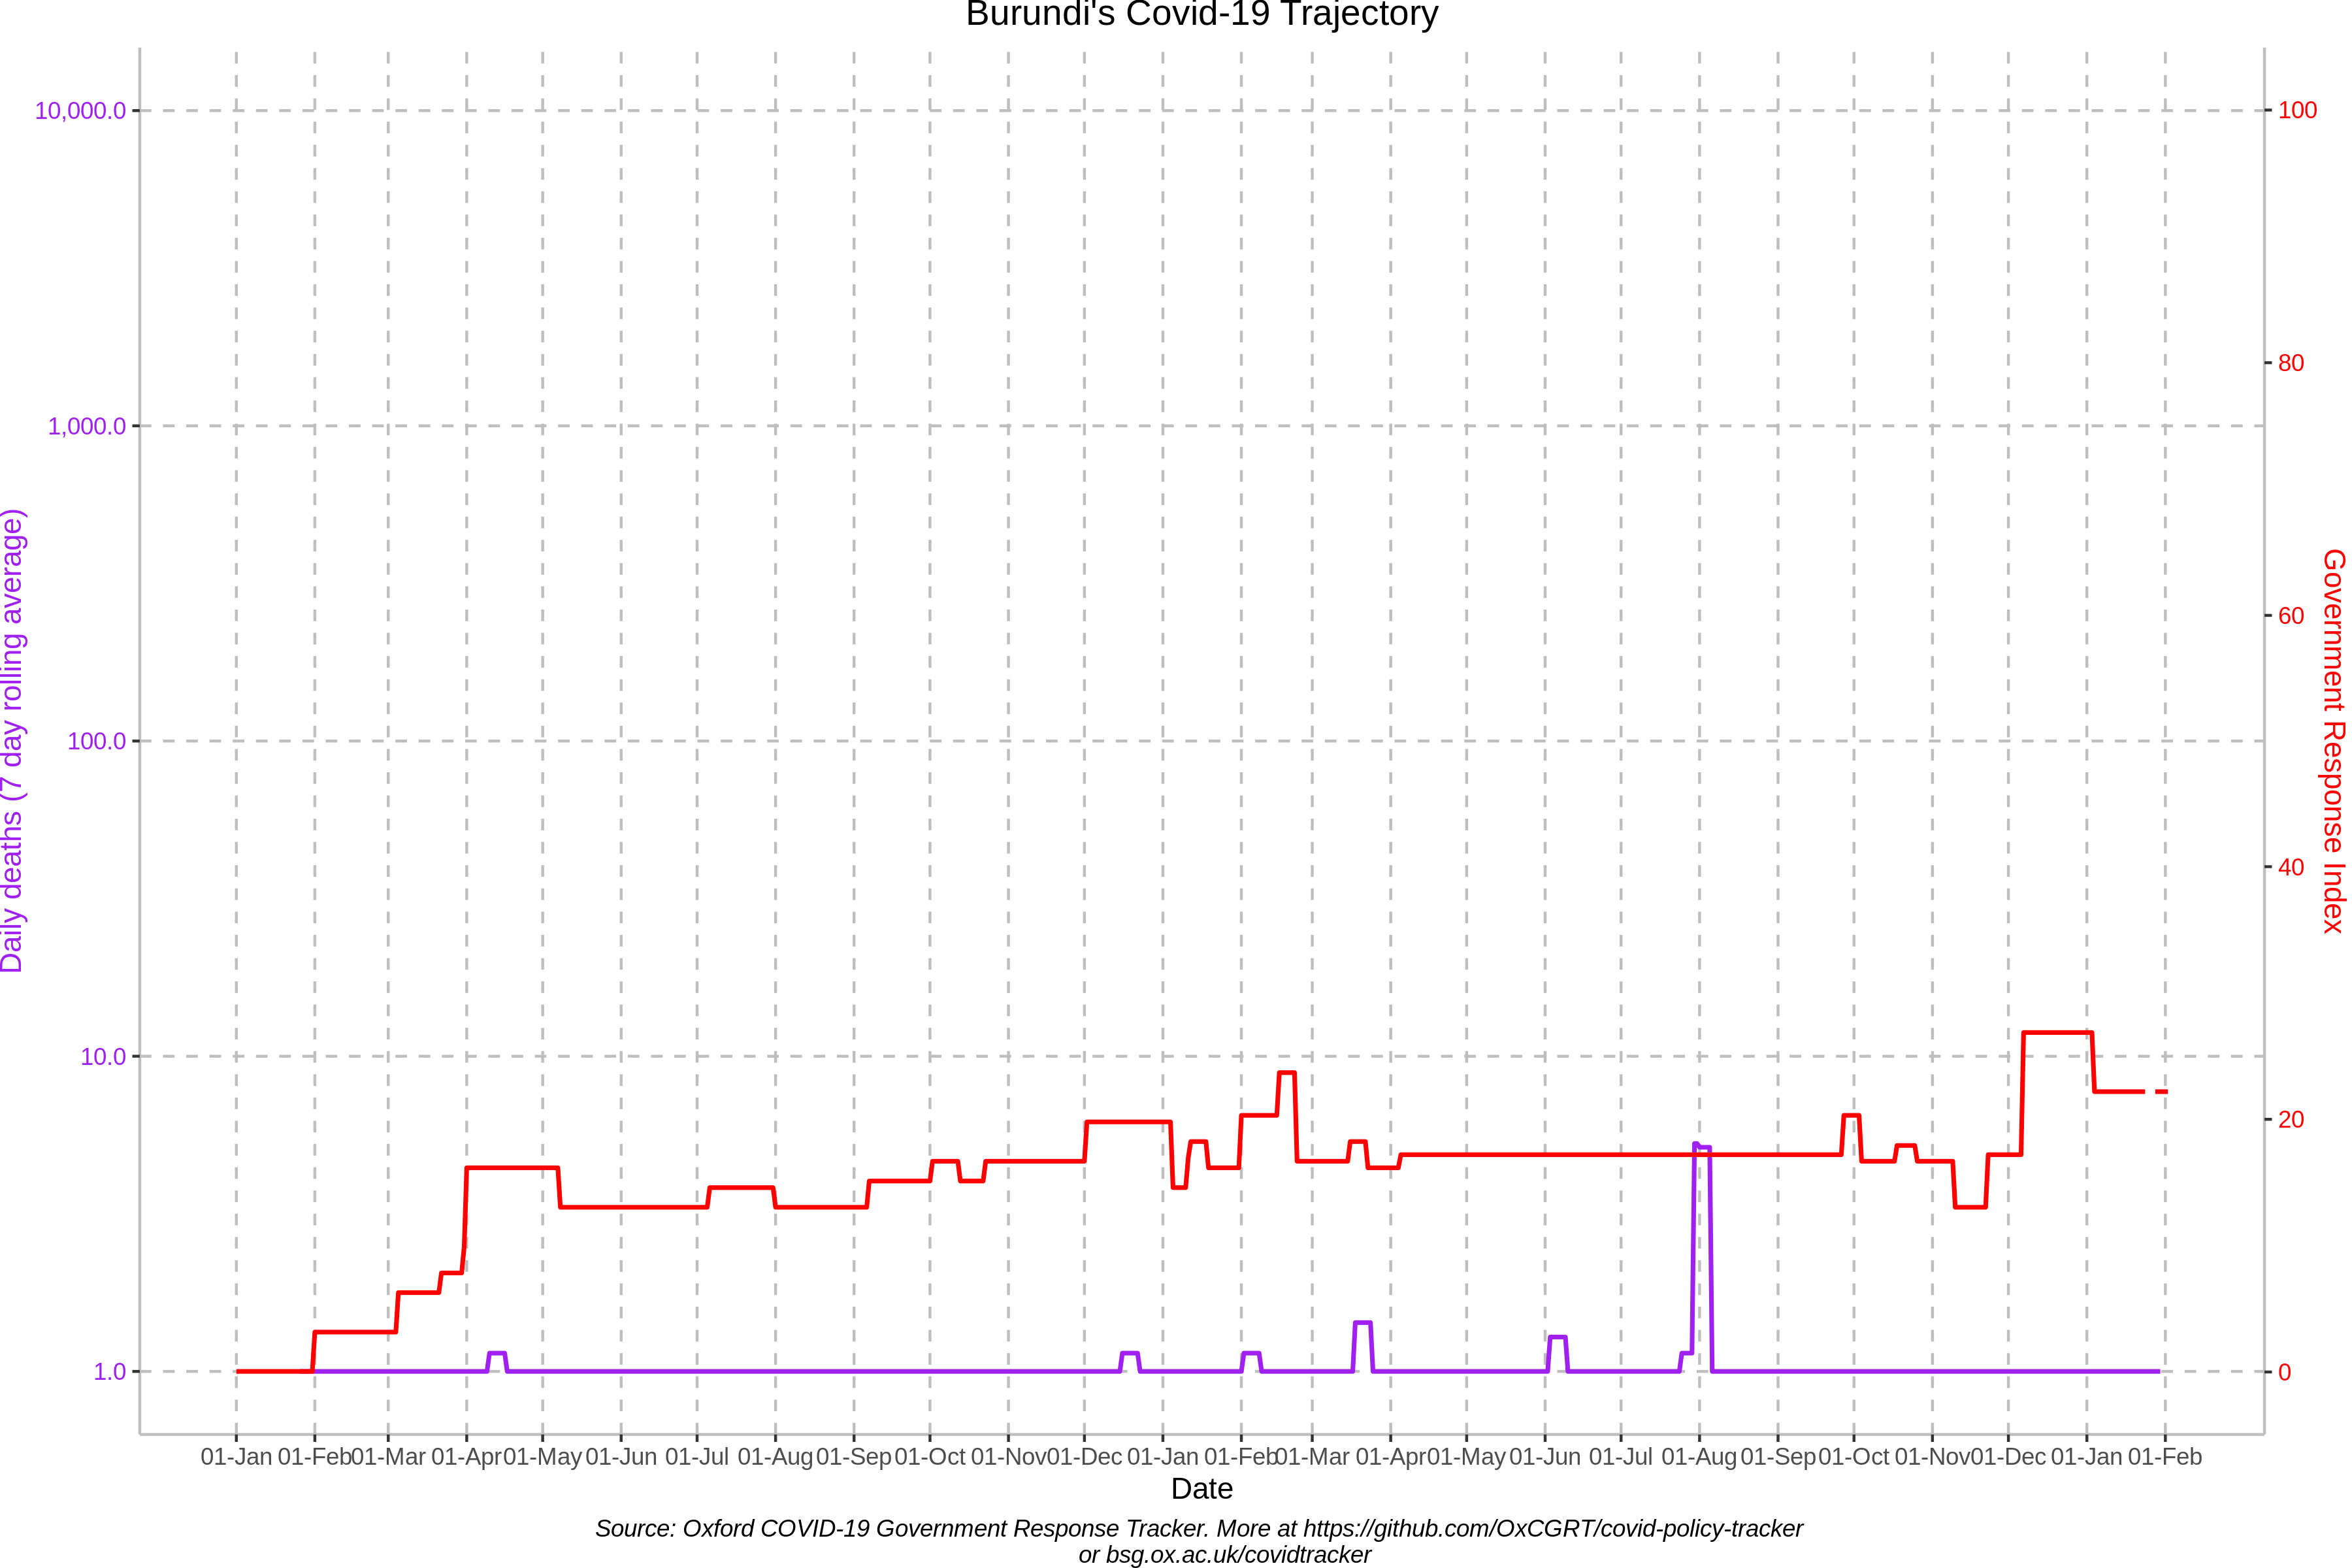 Burundi's Covid-19 Trajectory
10,000.0
1,000.0
100.0
10.0
1.0
Daily deaths (7 day rolling average)
100
80
60
40
20
0
Government Response Index
01-Jan 01-Feb 01-Mar 01-Apr 01-May 01-Jun 01-Jul 01-Aug 01-Sep 01-Oct 01-Nov 01-Dec 01-Jan 01-Feb 01-Mar 01-Apr 01-May 01-Jun 01-Jul 01-Aug 01-Sep 01-Oct 01-Nov 01-Dec 01-Jan 01-Feb
Date
Source: Oxford COVID-19 Government Response Tracker. More at https://github.com/OxCGRT/covid-policy-tracker
or bsg.ox.ac.uk/covidtracker